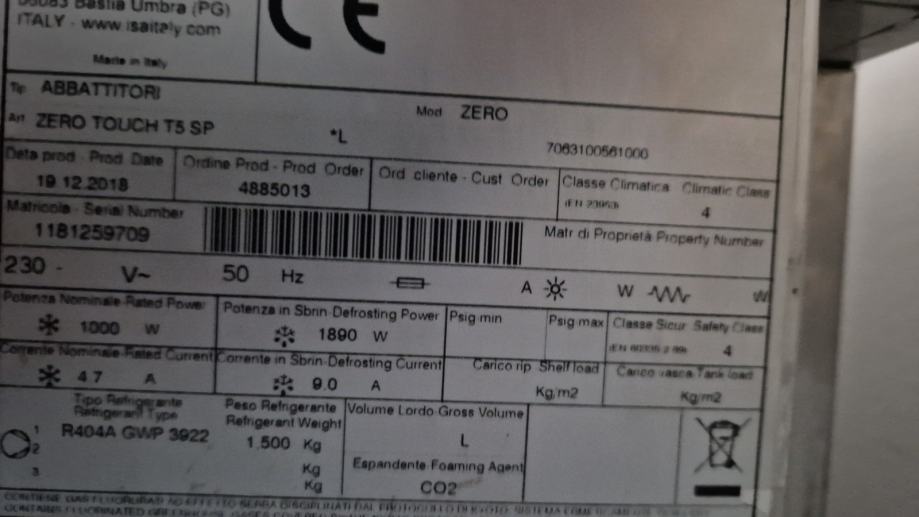 06083 Bastia Umbra (PG)
ITALY - www.isaitaly.com
Made in Italy
CE
Tip ABBATTITORI
Mod ZERO
Art ZERO TOUCH T5 SP
*L
7063100561000
Data prod - Prod Date
19.12.2018
Ordine Prod - Prod Order
4885013
Ord cliente - Cust Order
Classe Climatica Climatic Class
4
Matricola - Serial Number
1181259709
Matr di Proprietà Property Number
230 - V~ 50 Hz
A W W
Potenza Nominale-Rated Power
1000 W
Potenza in Sbrin-Defrosting Power
1890 W
Psig min Psig max
Classe Sicur Safety Class
4
Corrente Nominale-Rated Current
4.7 A
Corrente in Sbrin-Defrosting Current
9.0 A
Carico rip Shelf load
Kg/m2
Carico vasca Tank load
Kg/m2
Tipo Refrigerante
Refrigerant Type
1 R404A GWP 3922
2
3
Peso Refrigerante
Refrigerant Weight
1,500 Kg
Kg
Kg
Volume Lordo Gross Volume
L
Espandente Foaming Agent
CO2